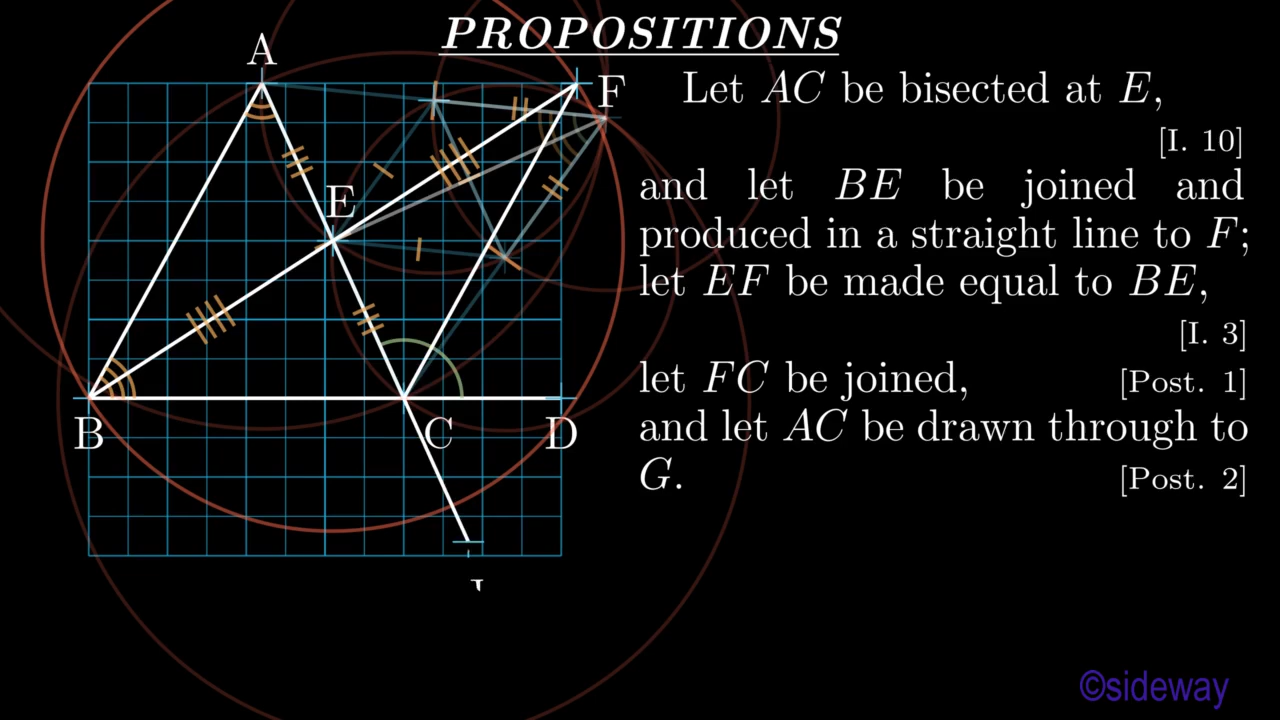 PROPOSITIONS
A
F
E
B
C
D
Let AC be bisected at E,
[I. 10]
and let BE be joined and
produced in a straight line to F;
let EF be made equal to BE,
[I. 3]
let FC be joined, [Post. 1]
and let AC be drawn through to
G. [Post. 2]
©sideway